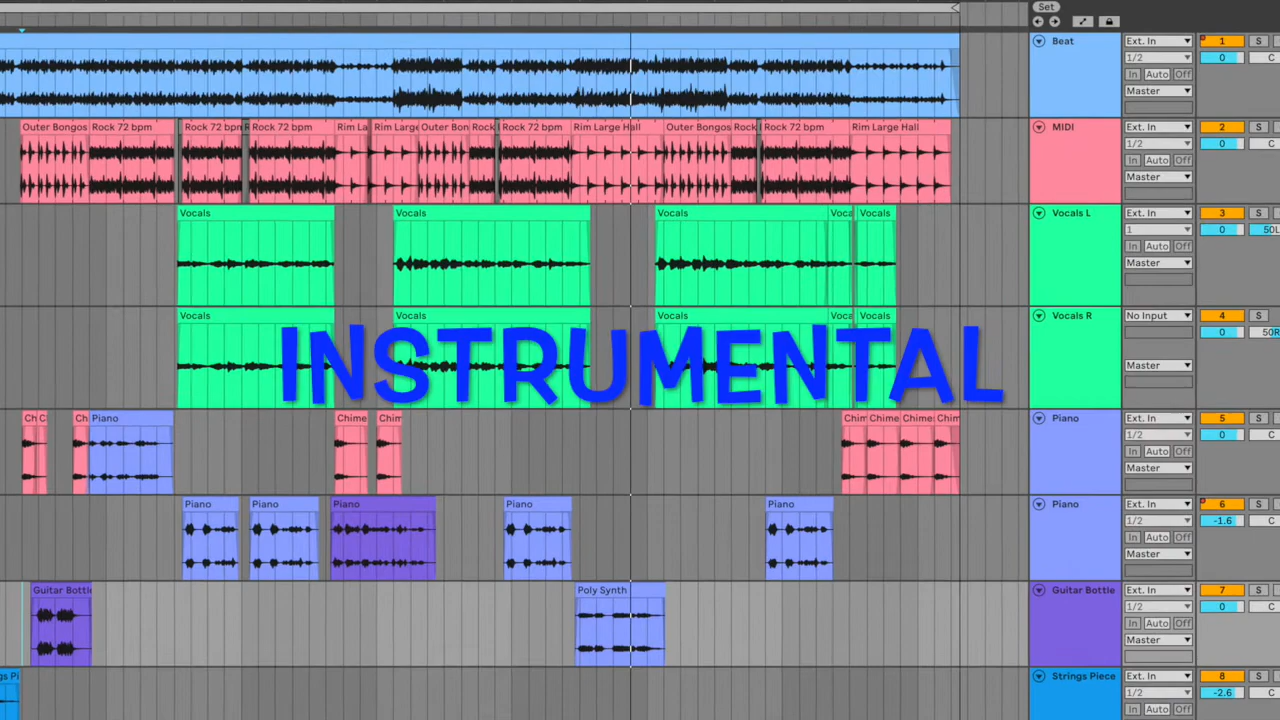 Set
Beat Ext. In 1 S
1/2 0 C
In Auto Off
Master
Outer Bongos Rock 72 bpm Rock 72 bpm R Rock 72 bpm Rim La Rim Large Outer Bon Rock Rock 72 bpm Rim Large Hall Outer Bongos Rock Rock 72 bpm Rim Large Hall MIDI Ext. In 2 S
1/2 0 C
In Auto Off
Master
Vocals Vocals Vocals Voca Vocals Vocals L Ext. In 3 S
1 0 50L
In Auto Off
Master
Vocals Vocals Vocals Voca Vocals Vocals R No Input 4 S
0 50R
INSTRUMENTAL
Master
Ch C Ch Piano Chime Chim Chim Chime Chime Chim Piano Ext. In 5 S
1/2 0 C
In Auto Off
Master
Piano Piano Piano Piano Piano Piano Ext. In 6 S
1/2 -1.6 C
In Auto Off
Master
Guitar Bottle Poly Synth Guitar Bottle Ext. In 7 S
1/2 0 C
In Auto Off
Master
gs Pi Strings Piece Ext. In 8 S
1/2 -2.6 C
In Auto Off